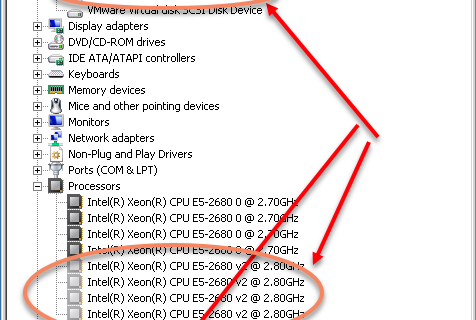 VMware Virtual disk SCSI Disk Device
Display adapters
DVD/CD-ROM drives
IDE ATA/ATAPI controllers
Keyboards
Memory devices
Mice and other pointing devices
Monitors
Network adapters
Non-Plug and Play Drivers
Ports (COM & LPT)
Processors
Intel(R) Xeon(R) CPU E5-2680 0 @ 2.70GHz
Intel(R) Xeon(R) CPU E5-2680 0 @ 2.70GHz
Intel(R) Xeon(R) CPU E5-2680 0 @ 2.70GHz
Intel(R) Xeon(R) CPU E5-2680 0 @ 2.70GHz
Intel(R) Xeon(R) CPU E5-2680 v2 @ 2.80GHz
Intel(R) Xeon(R) CPU E5-2680 v2 @ 2.80GHz
Intel(R) Xeon(R) CPU E5-2680 v2 @ 2.80GHz
Intel(R) Xeon(R) CPU E5-2680 v2 @ 2.80GHz